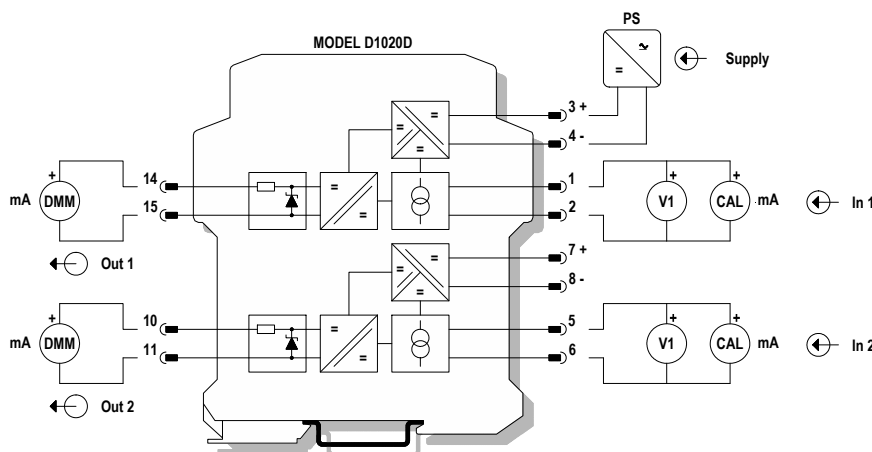 PS
MODEL D1020D
Supply
3 +
4 -
14
1
+
+
+
mA
DMM
V1
CAL
mA
In 1
15
2
7 +
Out 1
8 -
10
5
+
+
+
mA
DMM
V1
CAL
mA
In 2
11
6
Out 2